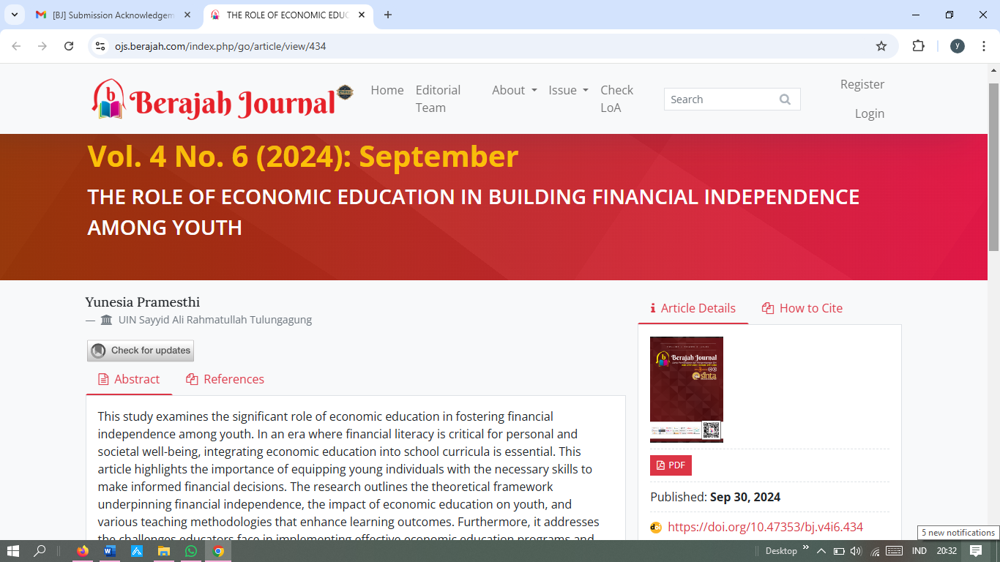 [BJ] Submission Acknowledgem
THE ROLE OF ECONOMIC EDUC
ojs.berajah.com/index.php/go/article/view/434
y
b
Berajah Journal
Home
Editorial
Team
About
Issue
Check
LoA
Search
Register
Login
Vol. 4 No. 6 (2024): September
THE ROLE OF ECONOMIC EDUCATION IN BUILDING FINANCIAL INDEPENDENCE
AMONG YOUTH
Yunesia Pramesthi
— UIN Sayyid Ali Rahmatullah Tulungagung
Check for updates
Abstract
References
This study examines the significant role of economic education in fostering financial
independence among youth. In an era where financial literacy is critical for personal and
societal well-being, integrating economic education into school curricula is essential. This
article highlights the importance of equipping young individuals with the necessary skills to
make informed financial decisions. The research outlines the theoretical framework
underpinning financial independence, the impact of economic education on youth, and
various teaching methodologies that enhance learning outcomes. Furthermore, it addresses
the challenges educators face in implementing effective economic education programs and
Article Details
How to Cite
Berajah Journal
sinta
PDF
Published: Sep 30, 2024
doi
https://doi.org/10.47353/bj.v4i6.434
5 new notifications
Desktop
IND
20:32